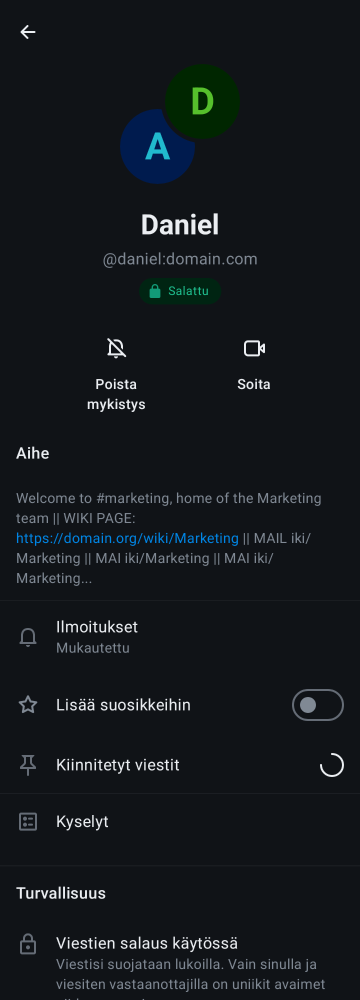 D
A
Daniel
@daniel:domain.com
Salattu
Poista
mykistys
Soita
Aihe
Welcome to #marketing, home of the Marketing
team || WIKI PAGE:
https://domain.org/wiki/Marketing || MAIL iki/
Marketing || MAI iki/Marketing || MAI iki/
Marketing...
Ilmoitukset
Mukautettu
Lisää suosikkeihin
Kiinnitetyt viestit
Kyselyt
Turvallisuus
Viestien salaus käytössä
Viestisi suojataan lukoilla. Vain sinulla ja
viesiten vastaanottajilla on uniikit avaimet